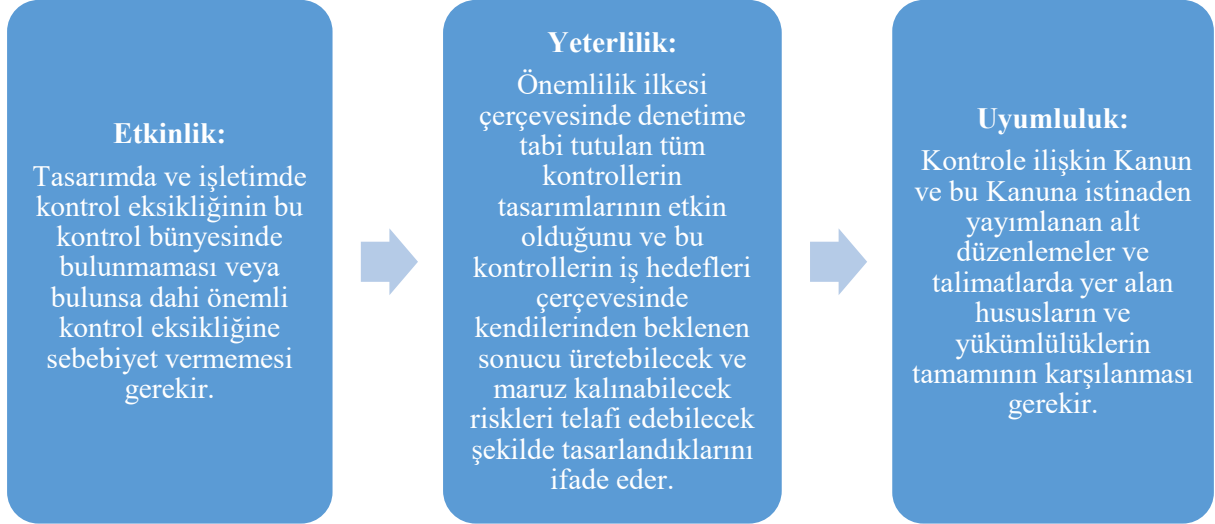 Etkinlik:
Tasarımda ve işletimde
kontrol eksikliğinin bu
kontrol bünyesinde
bulunmaması veya
bulunsa dahi önemli
kontrol eksikliğine
sebebiyet vermemesi
gerekir.
Yeterlilik:
Önemlilik ilkesi
çerçevesinde denetime
tabi tutulan tüm
kontrollerin
tasarımlarının etkin
olduğunu ve bu
kontrollerin iş hedefleri
çerçevesinde
kendilerinden beklenen
sonucu üretebilecek ve
maruz kalınabilecek
riskleri telafi edebilecek
şekilde tasarlandıklarını
ifade eder.
Uyumluluk:
Kontrole ilişkin Kanun
ve bu Kanuna istinaden
yayımlanan alt
düzenlemeler ve
talimatlarda yer alan
hususların ve
yükümlülüklerin
tamamının karşılanması
gerekir.